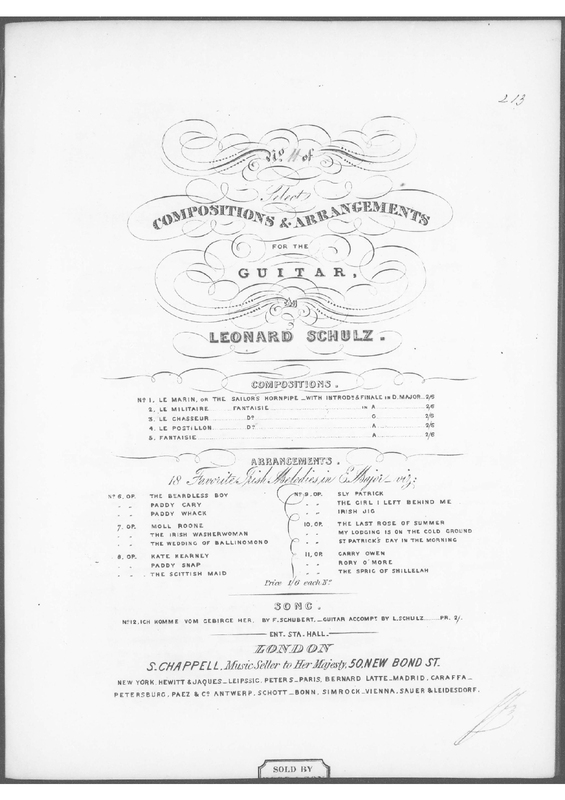 213
No. 11 of
Select
COMPOSITIONS & ARRANGEMENTS
FOR THE
GUITAR,
By
LEONARD SCHULZ.
COMPOSITIONS.
No 1. LE MARIN, OR THE SAILORS HORNPIPE _ WITH INTRODN & FINALE IN D. MAJOR 2/6
2. LE MILITAIRE FANTAISIE IN A 2/6
3. LE CHASSEUR Do C 2/6
4. LE POSTILLON Do A 2/6
5. FANTAISIE A 2/6
ARRANGEMENTS.
18 Favorite Irish Melodies, in C Major _ viz:
No 6, OP. THE BEARDLESS BOY
" " PADDY CARY
" " PADDY WHACK
7, OP. MOLL ROONE
" " THE IRISH WASHERWOMAN
" " THE WEDDING OF BALLINOMONO
8, OP. KATE KEARNEY
" " PADDY SNAP
" " THE SCITTISH MAID
No 9, OP. SLY PATRICK
" " THE GIRL I LEFT BEHIND ME
" " IRISH JIG
10, OP. THE LAST ROSE OF SUMMER
" " MY LODGING IS ON THE COLD GROUND
" " ST PATRICK'S DAY IN THE MORNING
11, OP. GARRY OWEN
" " RORY O'MORE
" " THE SPRIG OF SHILLELAH
Price 1/6 each No
SONG.
No 12. ICH KOMME VOM GEBIRGE HER, BY F. SCHUBERT. _ GUITAR ACCOMPT BY L. SCHULZ PR. 2/.
ENT. STA. HALL.
LONDON
S. CHAPPELL, Music Seller to Her Majesty, 50, NEW BOND ST.
NEW YORK HEWITT & JAQUES _ LEIPSSIC, PETERS _ PARIS, BERNARD LATTE _ MADRID, CARAFFA _
PETERSBURG, PAEZ & Co ANTWERP, SCHOTT _ BONN, SIMROCK _ VIENNA, SAUER & LEIDESDORF.
SOLD BY